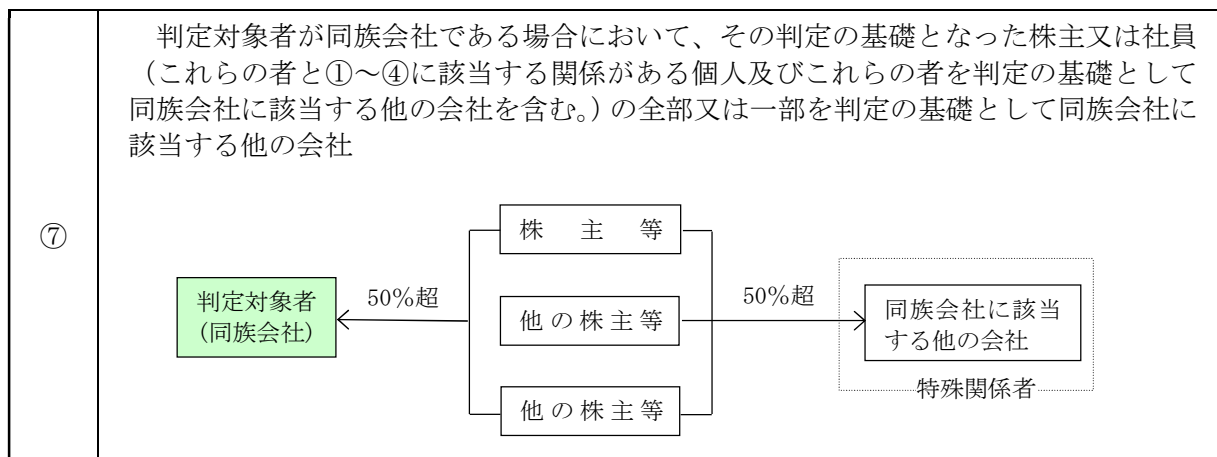 判定対象者が同族会社である場合において、その判定の基礎となった株主又は社員
（これらの者と①～④に該当する関係がある個人及びこれらの者を判定の基礎として
同族会社に該当する他の会社を含む。）の全部又は一部を判定の基礎として同族会社に
該当する他の会社
⑦
株主等
判定対象者
（同族会社）
50％超
他の株主等
50％超
同族会社に該当
する他の会社
特殊関係者
他の株主等